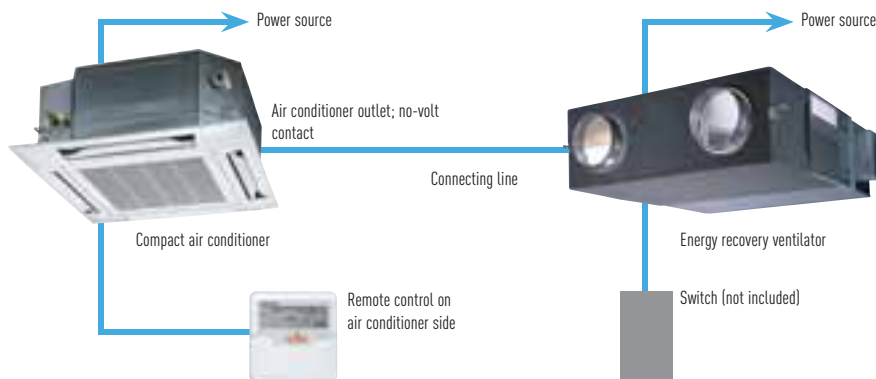 Power source
Power source
Air conditioner outlet; no-volt
contact
Connecting line
Compact air conditioner
Energy recovery ventilator
Remote control on
air conditioner side
Switch (not included)